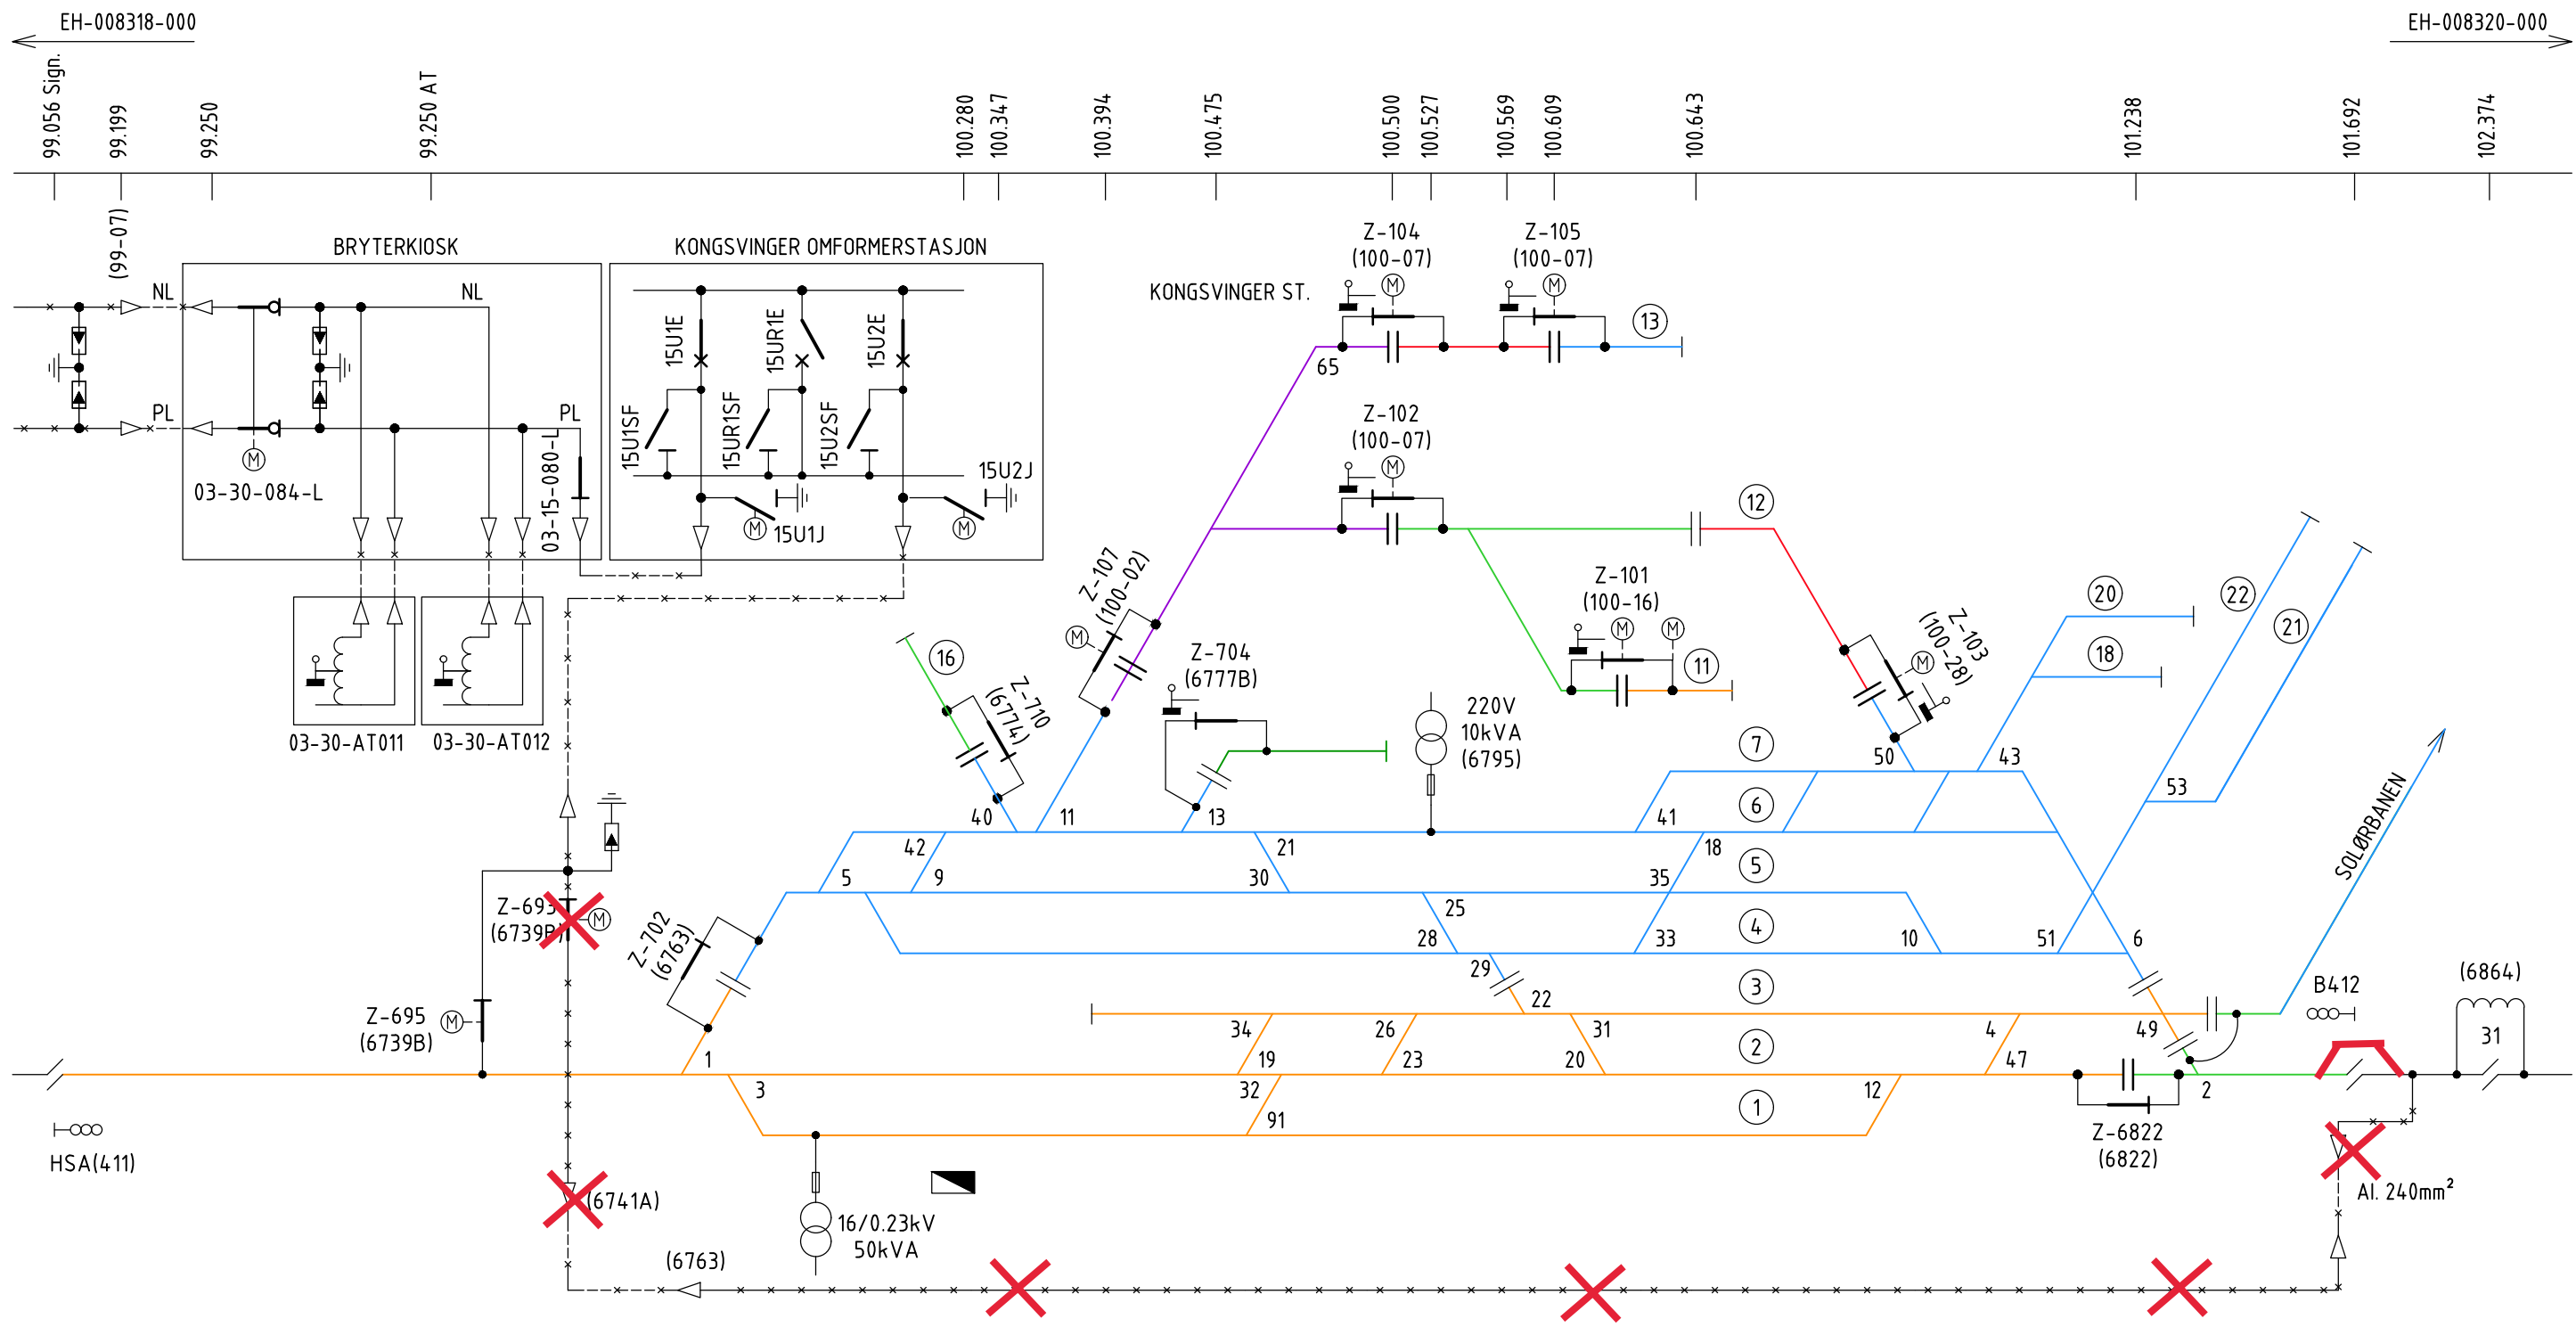 EH-008318-000
EH-008320-000
99.056 Sign.
99.199
99.250
99.250 AT
100.280
100.347
100.394
100.475
100.500
100.527
100.569
100.609
100.643
101.238
101.692
102.374
(99-07)
BRYTERKIOSK
KONGSVINGER OMFORMERSTASJON
KONGSVINGER ST.
NL
NL
PL
PL
M
03-30-084-L
03-15-080-L
03-30-AT011
03-30-AT012
15U1E
15UR1E
15U2E
15U1SF
15UR1SF
15U2SF
M
15U1J
M
15U2J
Z-104
(100-07)
M
Z-105
(100-07)
M
13
65
Z-102
(100-07)
M
12
Z-107
(100-02)
M
Z-101
(100-16)
M
M
11
Z-103
(100-28)
M
20
18
22
21
16
Z-710
(6774)
Z-704
(6777B)
220V
10kVA
(6795)
7
50
43
53
40
11
13
6
41
42
21
18
5
5
9
30
35
SOLØRBANEN
Z-693
(6739B)
M
Z-702
(6763)
25
4
28
33
10
51
6
29
22
3
B412
(6864)
Z-695
(6739B)
M
34
26
31
4
49
31
1
19
23
20
2
47
3
32
12
2
91
1
HSA(411)
Z-6822
(6822)
(6741A)
Al. 240mm²
16/0.23kV
50kVA
(6763)